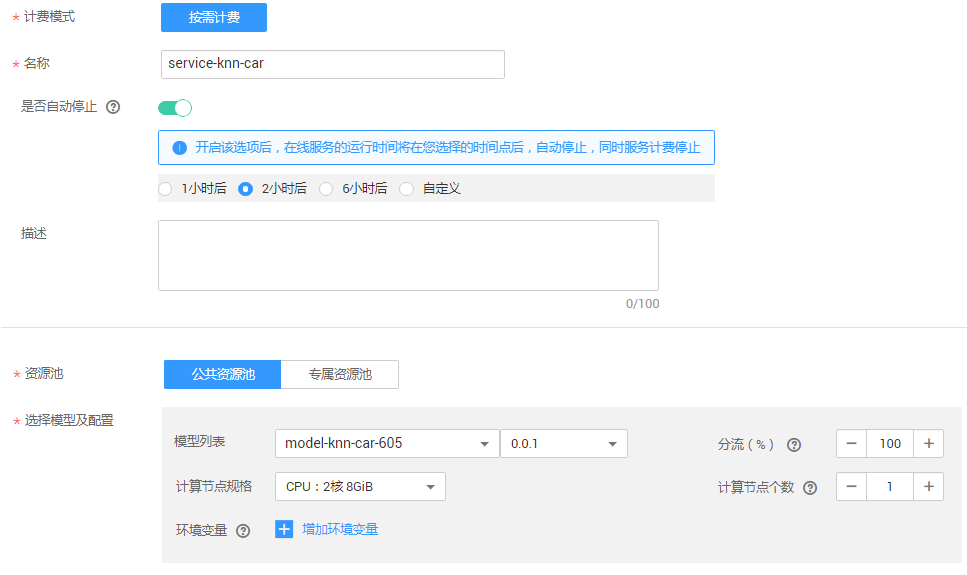 * 计费模式 按需计费
* 名称 service-knn-car
是否自动停止 ?
开启该选项后，在线服务的运行时间将在您选择的时间点后，自动停止，同时服务计费停止
1小时后 2小时后 6小时后 自定义
描述
0/100
* 资源池 公共资源池 专属资源池
* 选择模型及配置
模型列表 model-knn-car-605 0.0.1 分流（%） ? − 100 +
计算节点规格 CPU：2核 8GiB 计算节点个数 ? − 1 +
环境变量 ? + 增加环境变量